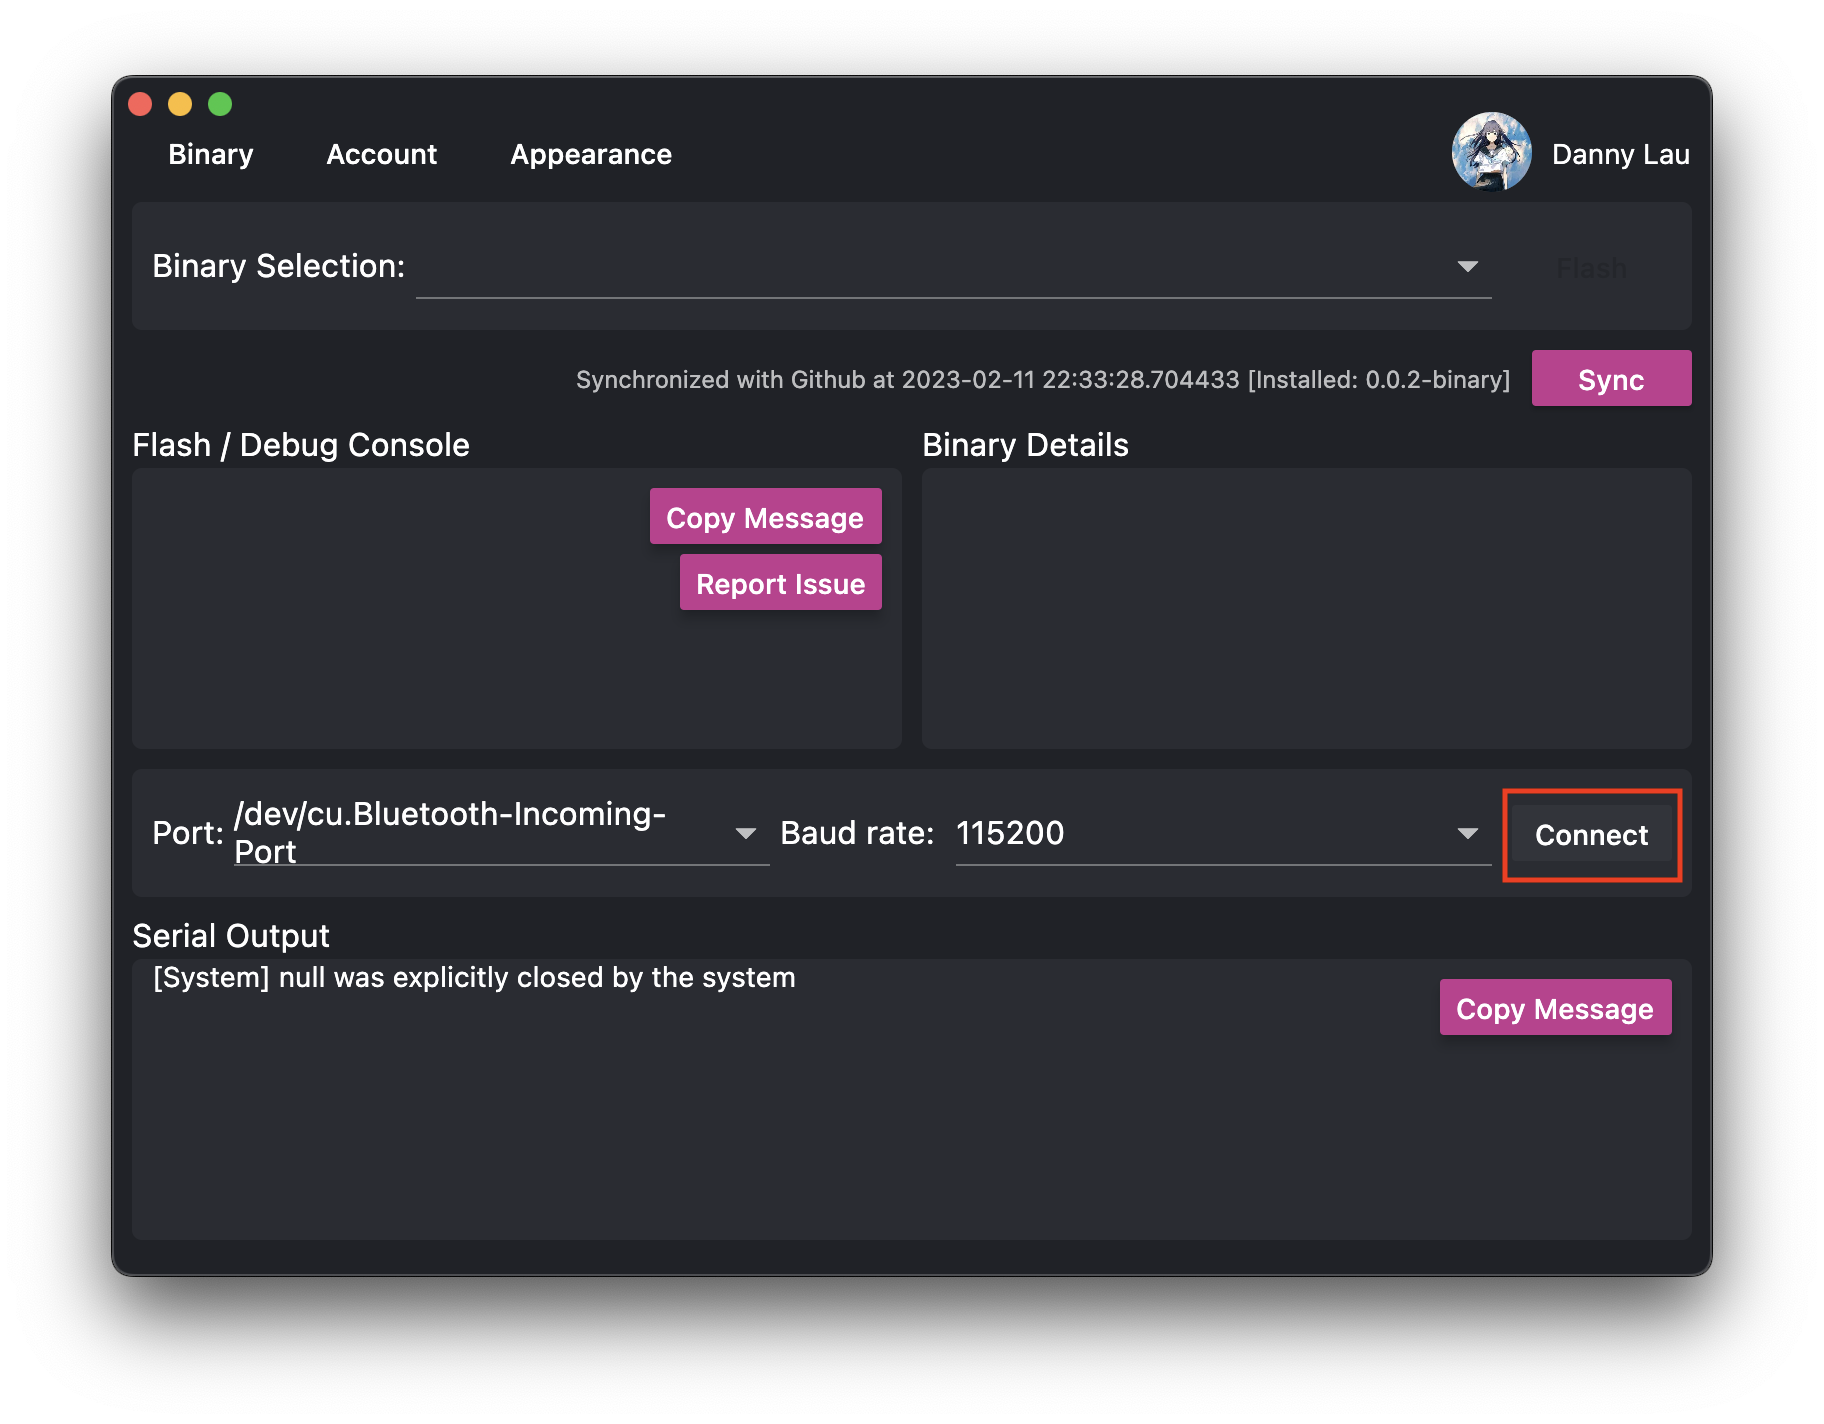 Binary
Account
Appearance
Danny Lau
Binary Selection:
Flash
Synchronized with Github at 2023-02-11 22:33:28.704433 [Installed: 0.0.2-binary]
Sync
Flash / Debug Console
Binary Details
Copy Message
Report Issue
Port:
/dev/cu.Bluetooth-Incoming-
Port
Baud rate:
115200
Connect
Serial Output
[System] null was explicitly closed by the system
Copy Message